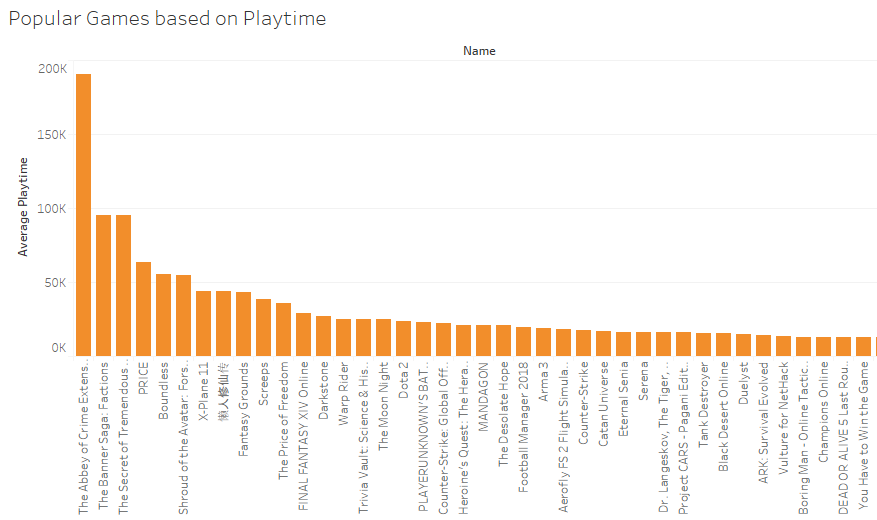 Popular Games based on Playtime
Name
200K
150K
100K
50K
0K
Average Playtime
The Abbey of Crime Extens..
The Banner Saga: Factions
The Secret of Tremendous..
PRICE
Boundless
Shroud of the Avatar: Fors..
X-Plane 11
懒人修仙传
Fantasy Grounds
Screeps
The Price of Freedom
FINAL FANTASY XIV Online
Darkstone
Warp Rider
Trivia Vault: Science & His..
The Moon Night
Dota 2
PLAYERUNKNOWN'S BAT..
Counter-Strike: Global Off..
Heroine's Quest: The Hera..
MANDAGON
The Desolate Hope
Football Manager 2018
Arma 3
Aerofly FS 2 Flight Simula..
Counter-Strike
Catan Universe
Eternal Senia
Serena
Dr. Langeskov, The Tiger, ..
Project CARS - Pagani Edit..
Tank Destroyer
Black Desert Online
Duelyst
ARK: Survival Evolved
Vulture for NetHack
Boring Man - Online Tactic..
Champions Online
DEAD OR ALIVE 5 Last Rou..
You Have to Win the Game